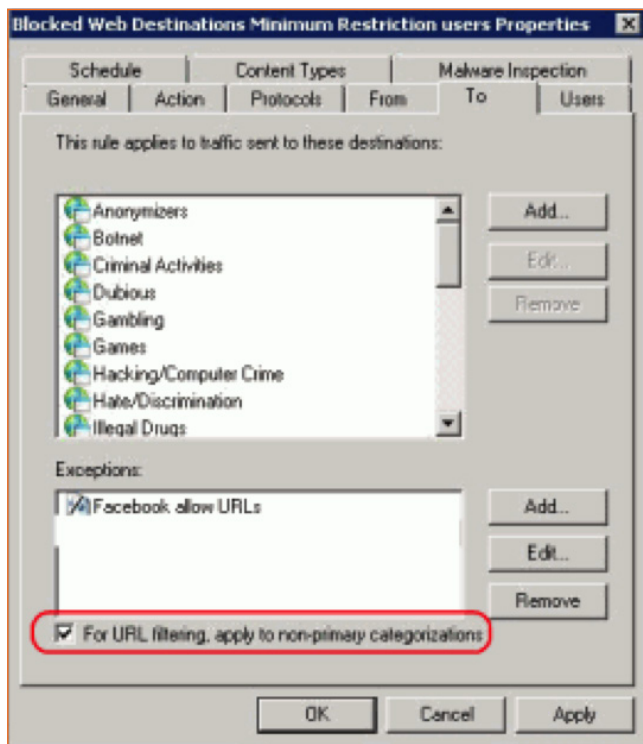 Blocked Web Destinations Minimum Restriction users Properties
Schedule Content Types Malware Inspection
General Action Protocols From To Users
This rule applies to traffic sent to these destinations:
Anonymizers
Botnet
Criminal Activities
Dubious
Gambling
Games
Hacking/Computer Crime
Hate/Discrimination
Illegal Drugs
Add...
Edit...
Remove
Exceptions:
Facebook allow URLs
Add...
Edit...
Remove
For URL filtering, apply to non-primary categorizations
OK Cancel Apply